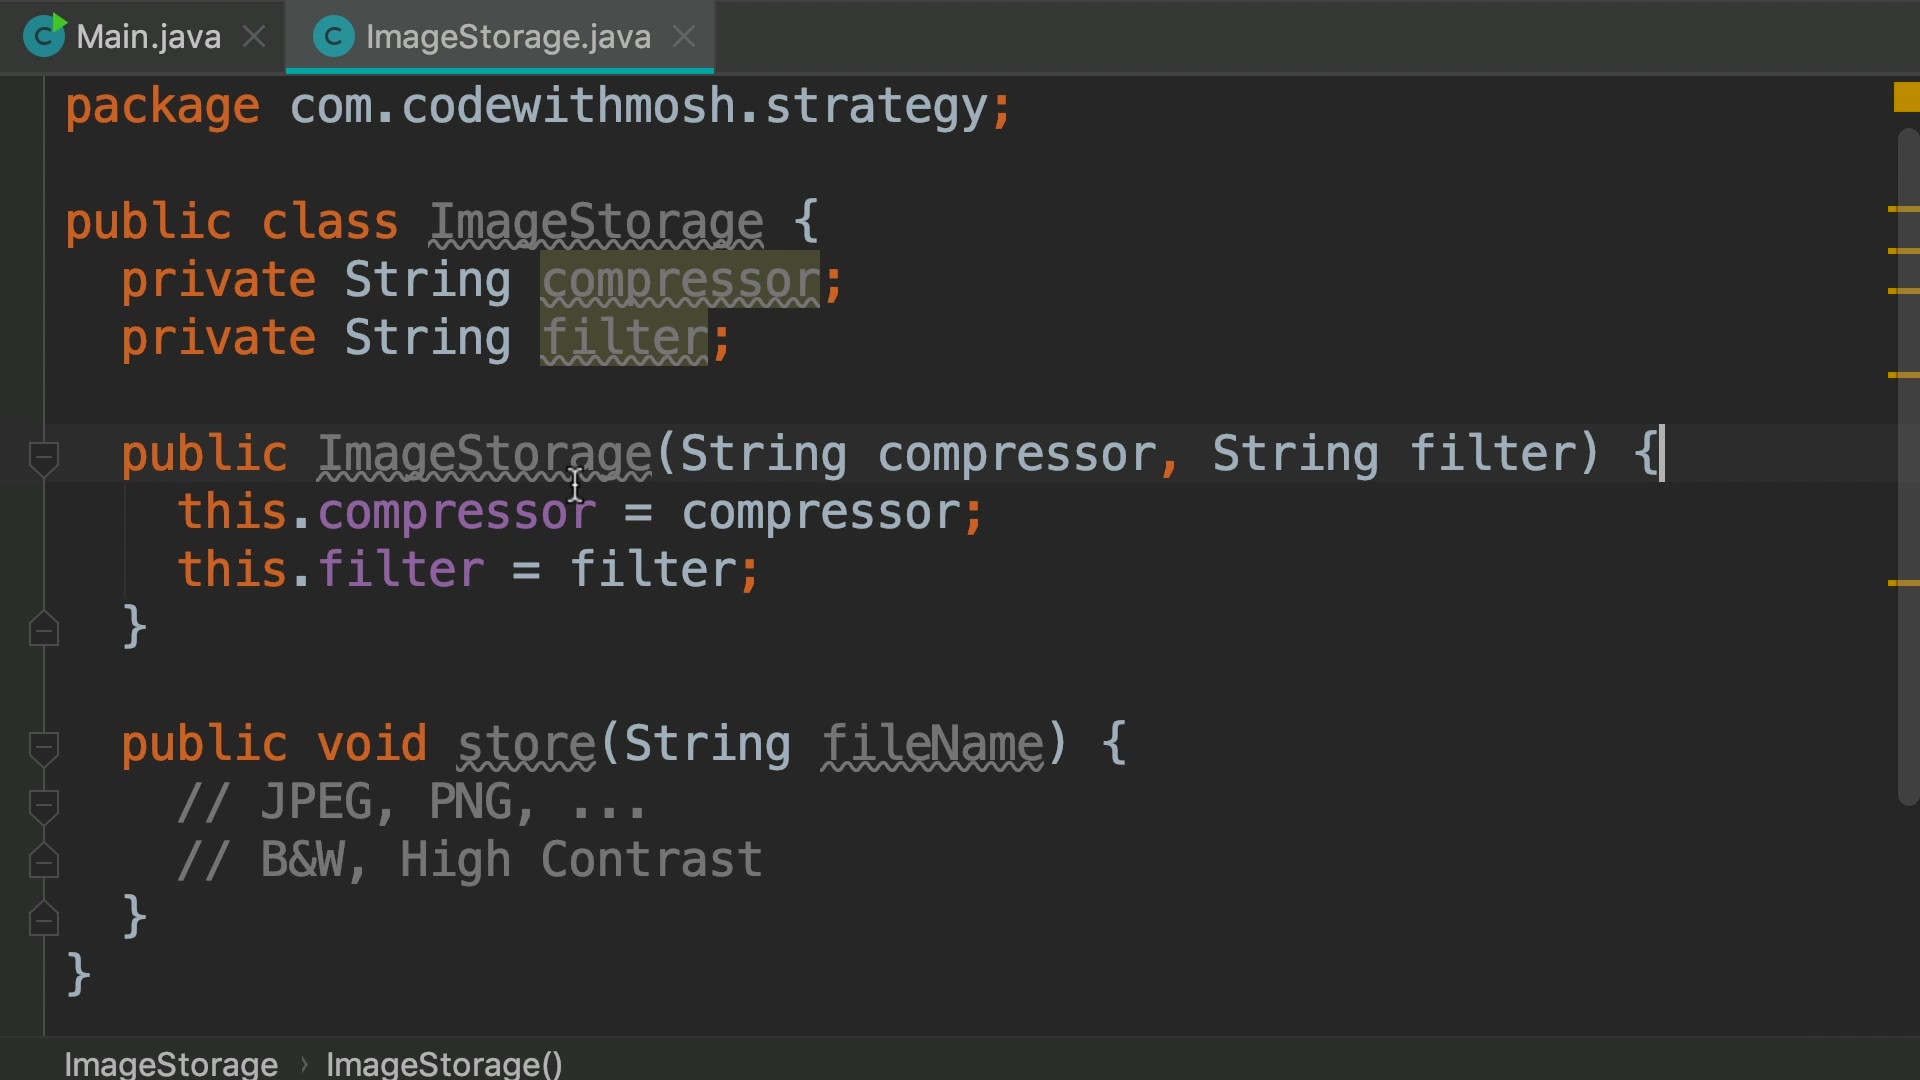 Main.java
ImageStorage.java
package com.codewithmosh.strategy;
public class ImageStorage {
private String compressor;
private String filter;
public ImageStorage(String compressor, String filter) {
this.compressor = compressor;
this.filter = filter;
}
public void store(String fileName) {
// JPEG, PNG, ...
// B&W, High Contrast
}
}
ImageStorage › ImageStorage()